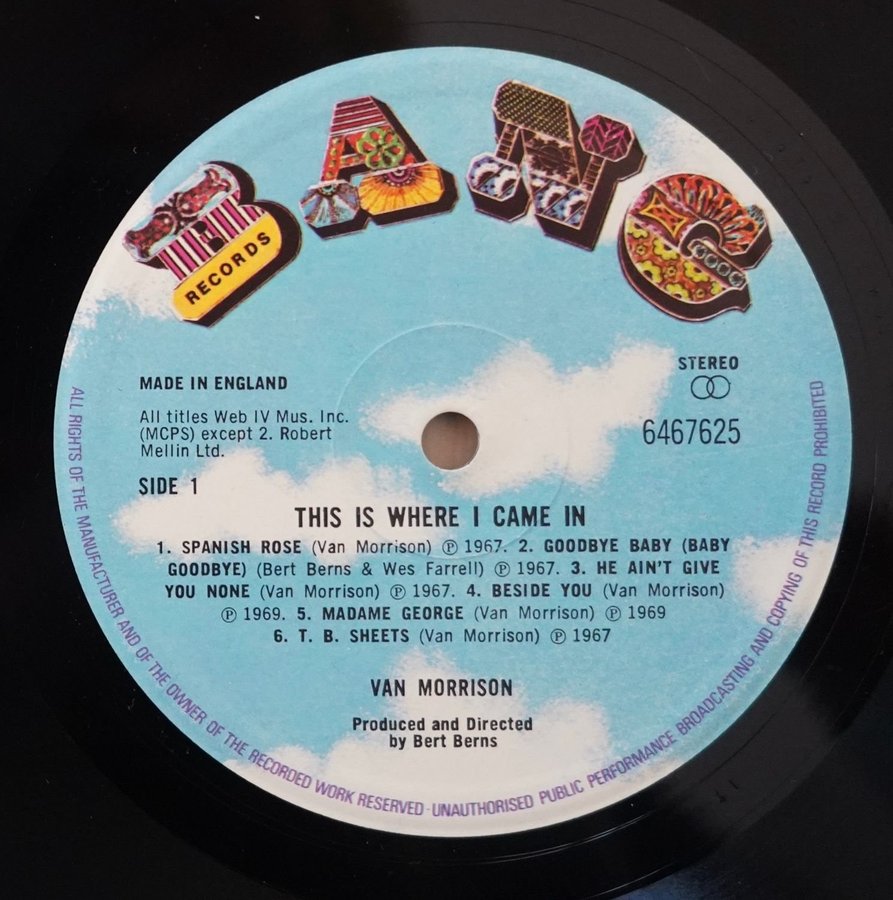 BANG
RECORDS
MADE IN ENGLAND
All titles Web IV Mus. Inc.
(MCPS) except 2. Robert
Mellin Ltd.
STEREO
6467625
SIDE 1
THIS IS WHERE I CAME IN
1. SPANISH ROSE (Van Morrison) ℗ 1967. 2. GOODBYE BABY (BABY
GOODBYE) (Bert Berns & Wes Farrell) ℗ 1967. 3. HE AIN'T GIVE
YOU NONE (Van Morrison) ℗ 1967. 4. BESIDE YOU (Van Morrison)
℗ 1969. 5. MADAME GEORGE (Van Morrison) ℗ 1969
6. T. B. SHEETS (Van Morrison) ℗ 1967
VAN MORRISON
Produced and Directed
by Bert Berns
ALL RIGHTS OF THE MANUFACTURER AND OF THE OWNER OF THE RECORDED WORK RESERVED·UNAUTHORISED PUBLIC PERFORMANCE BROADCASTING AND COPYING OF THIS RECORD PROHIBITED